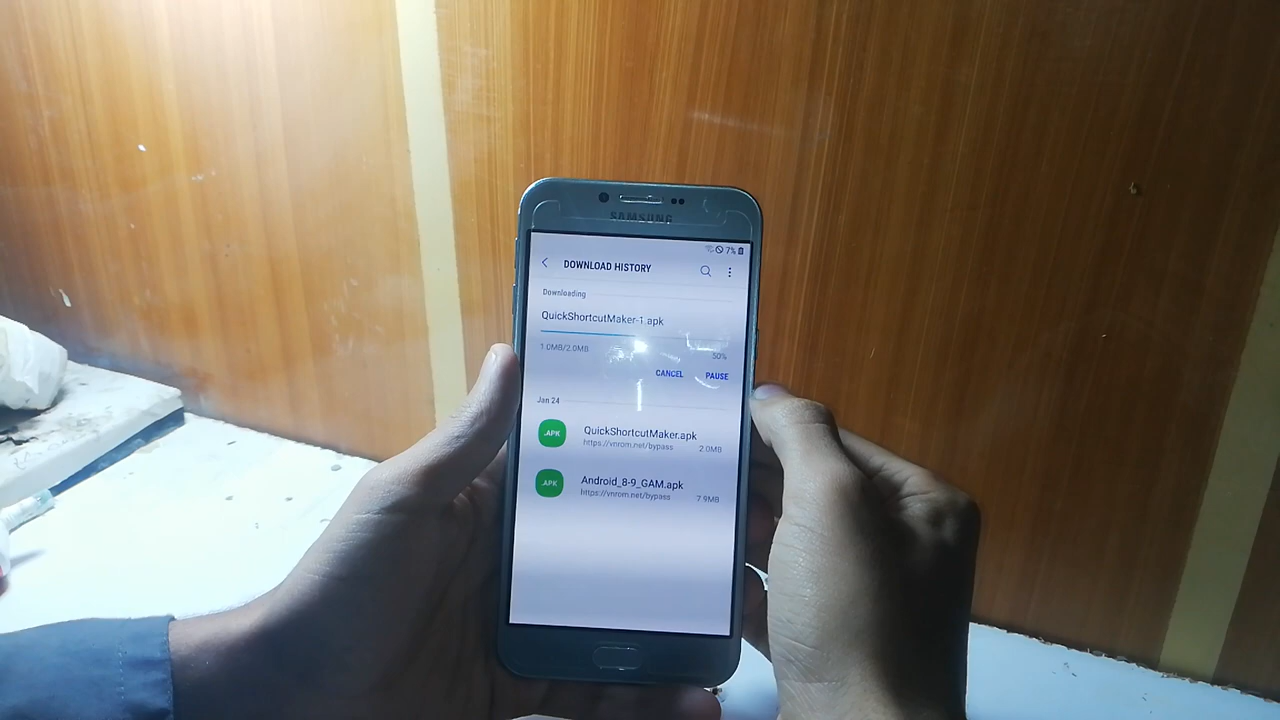 SAMSUNG
7%
DOWNLOAD HISTORY
Downloading
QuickShortcutMaker-1.apk
1.0MB/2.0MB 50%
CANCEL PAUSE
Jan 24
.APK QuickShortcutMaker.apk
https://vnrom.net/bypass 2.0MB
.APK Android_8-9_GAM.apk
https://vnrom.net/bypass 7.9MB